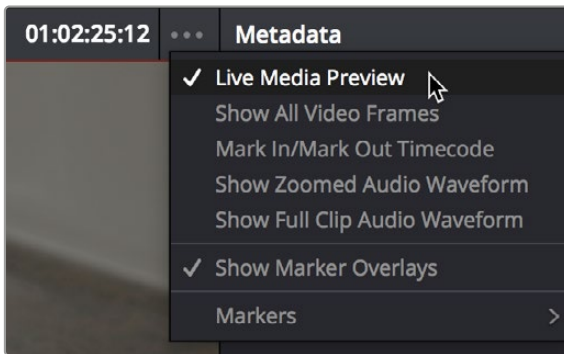 01:02:25:12 ••• Metadata
✓ Live Media Preview
Show All Video Frames
Mark In/Mark Out Timecode
Show Zoomed Audio Waveform
Show Full Clip Audio Waveform
✓ Show Marker Overlays
Markers >